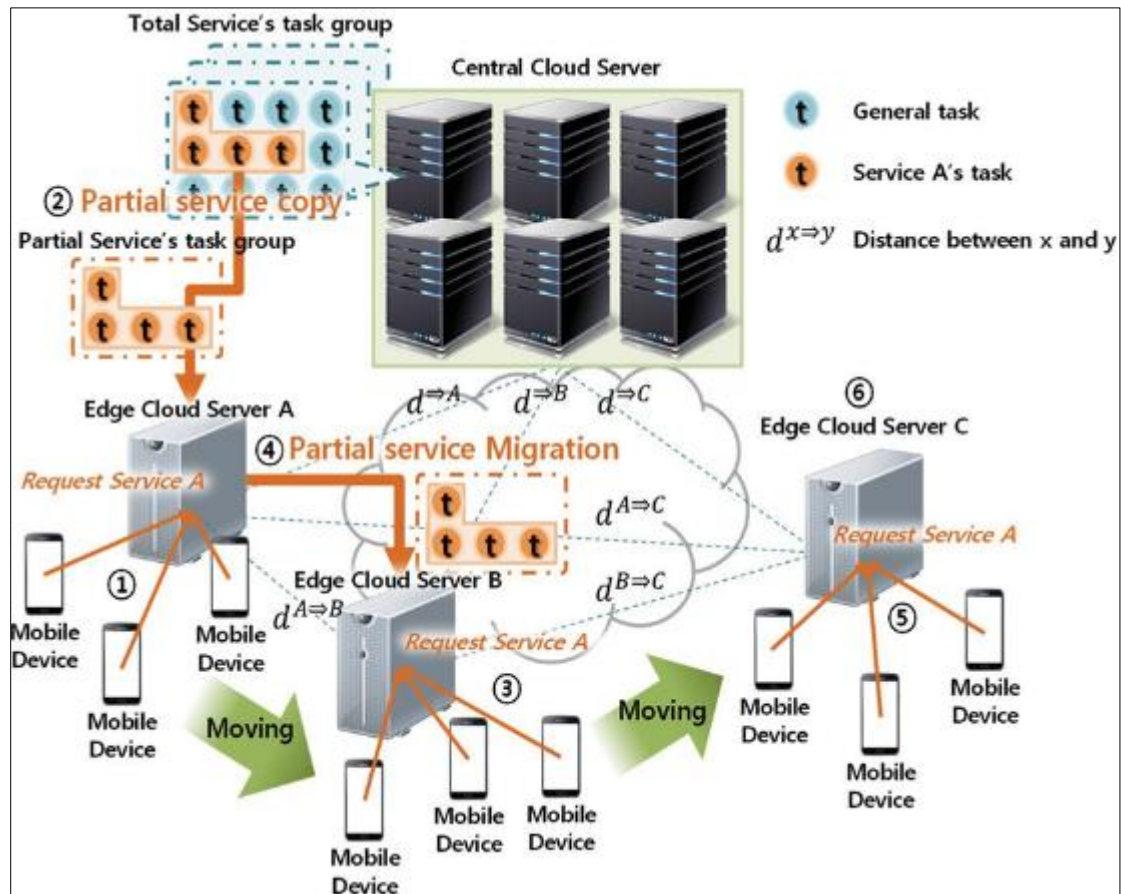 Total Service's task group
Central Cloud Server
t t t t
t t t t
t General task
t Service A's task
② Partial service copy
d^{x⇒y} Distance between x and y
Partial Service's task group
t
t t t
Edge Cloud Server A
d^{⇒A} d^{⇒B} d^{⇒C}
⑥
Edge Cloud Server C
④ Partial service Migration
Request Service A
t
t t t
d^{A⇒C}
Request Service A
①
Edge Cloud Server B
d^{B⇒C}
d^{A⇒B}
Mobile
Device
Mobile
Device
Request Service A
⑤
③
Mobile
Device
Moving
Moving
Mobile
Device
Mobile
Device
Mobile
Device
Mobile
Device
Mobile
Device
Mobile
Device